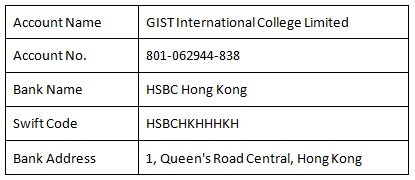 Account Name GIST International College Limited
Account No. 801-062944-838
Bank Name HSBC Hong Kong
Swift Code HSBCHKHHHKH
Bank Address 1, Queen's Road Central, Hong Kong